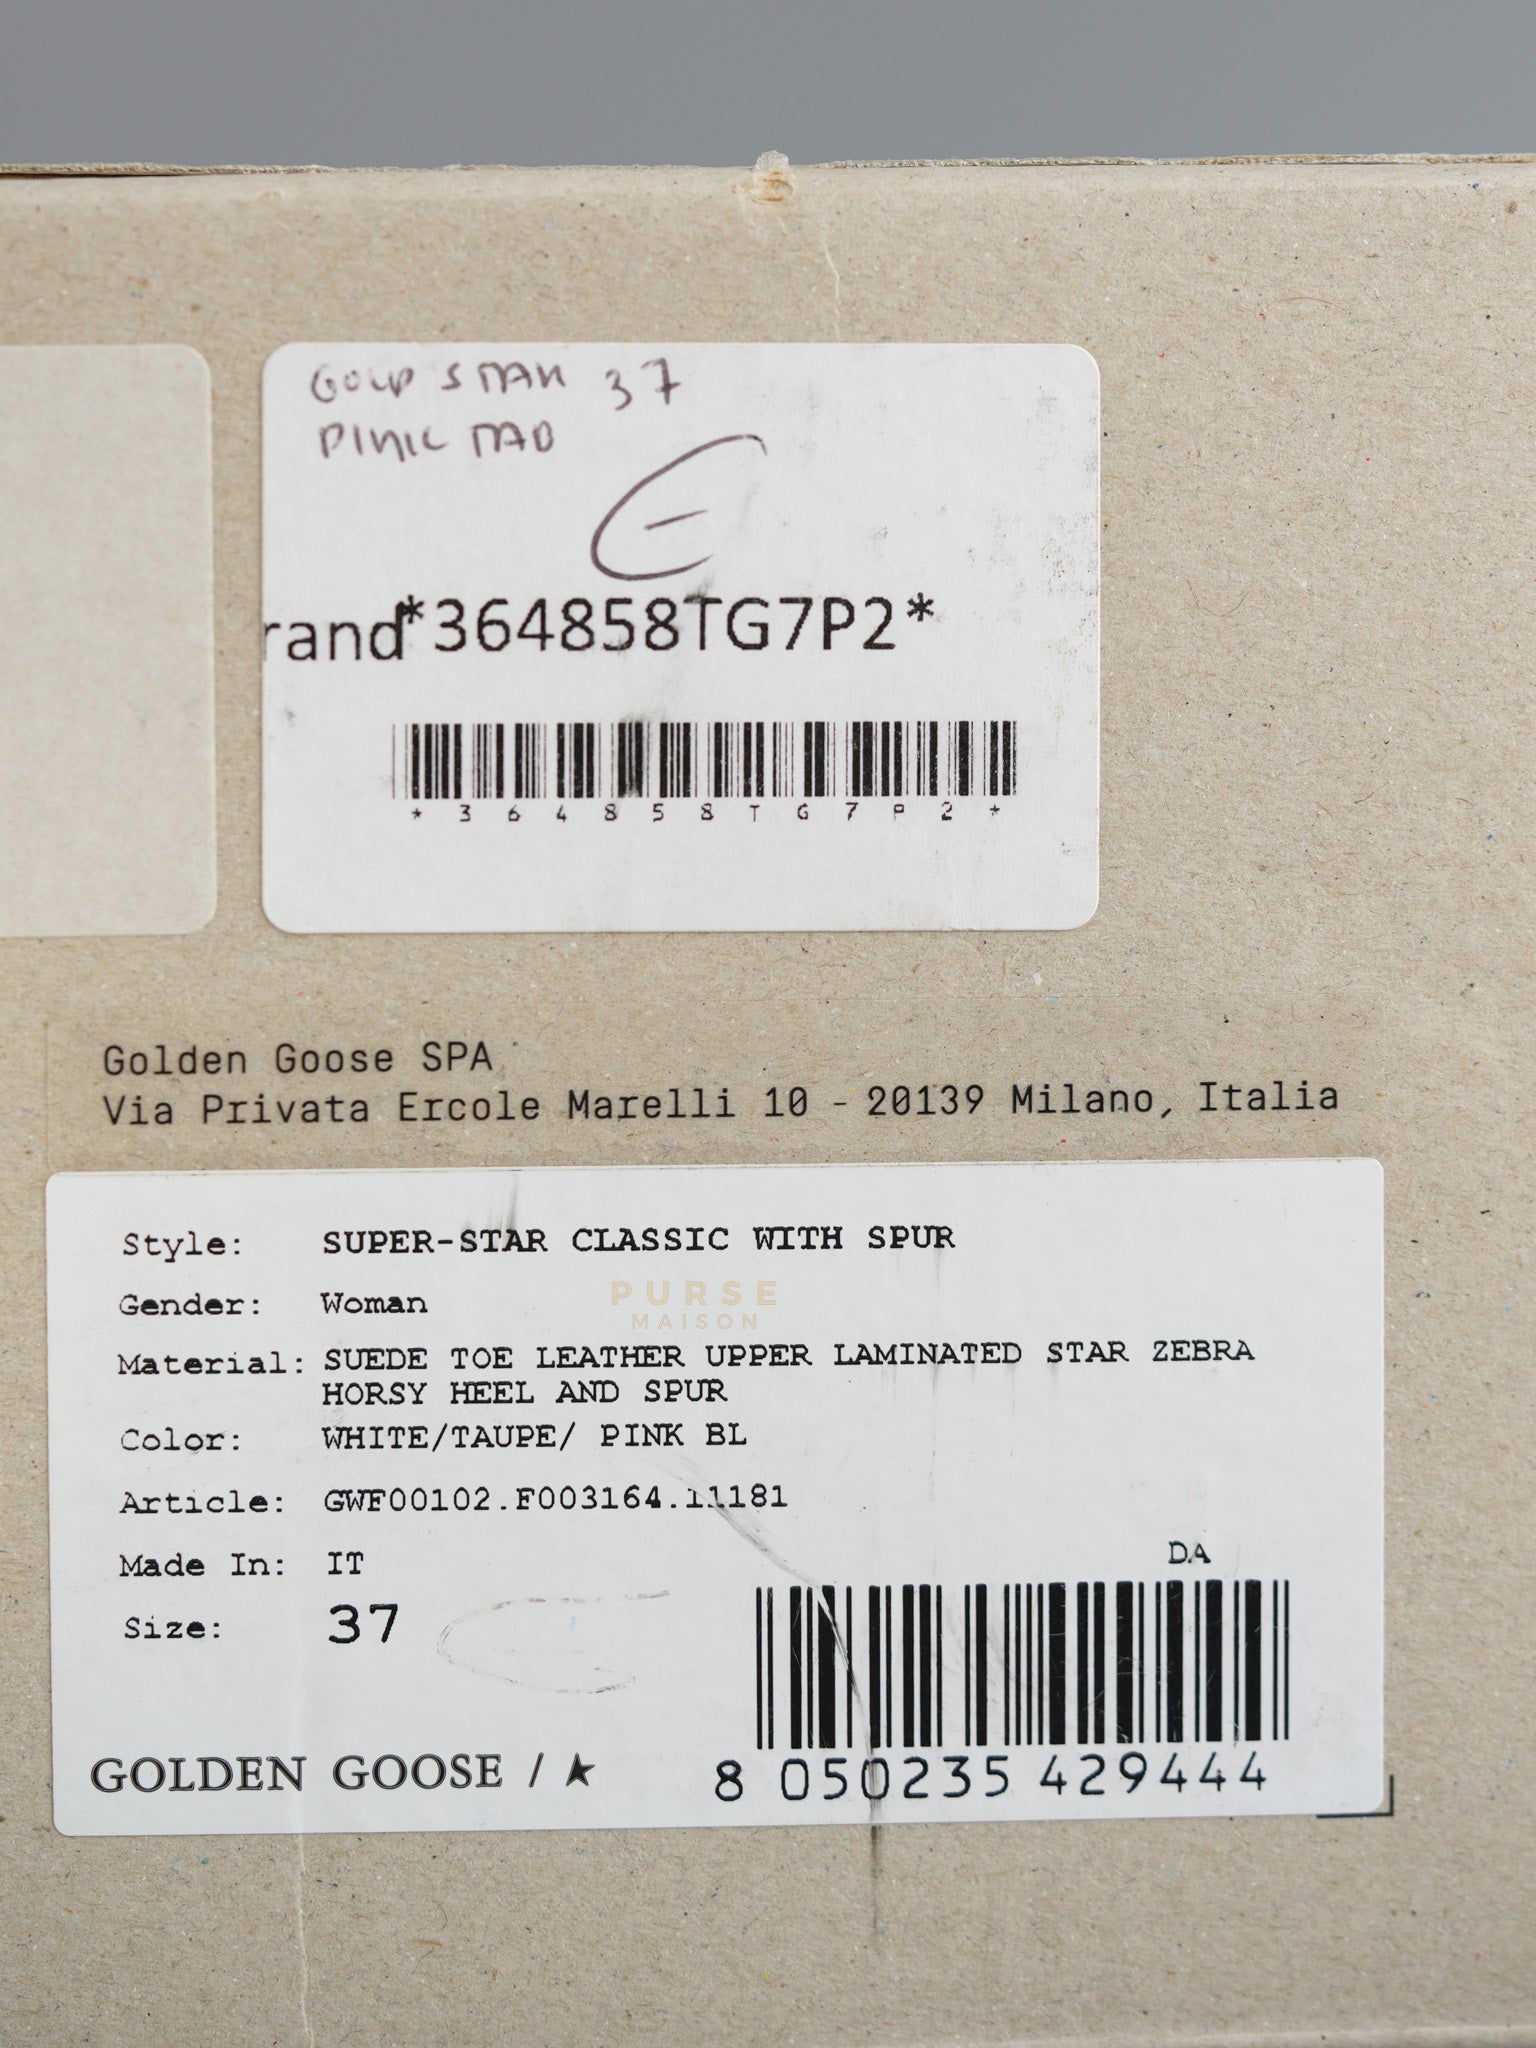 GOLD STAR 37
PINK TAB
E
rand*364858TG7P2*
*364858TG7P2*
Golden Goose SPA
Via Privata Ercole Marelli 10 - 20139 Milano, Italia
Style: SUPER-STAR CLASSIC WITH SPUR
Gender: Woman
PURSE
MAISON
Material: SUEDE TOE LEATHER UPPER LAMINATED STAR ZEBRA
HORSY HEEL AND SPUR
Color: WHITE/TAUPE/ PINK BL
Article: GWF00102.F003164.11181
Made In: IT
DA
Size: 37
GOLDEN GOOSE / ★
8 050235 429444